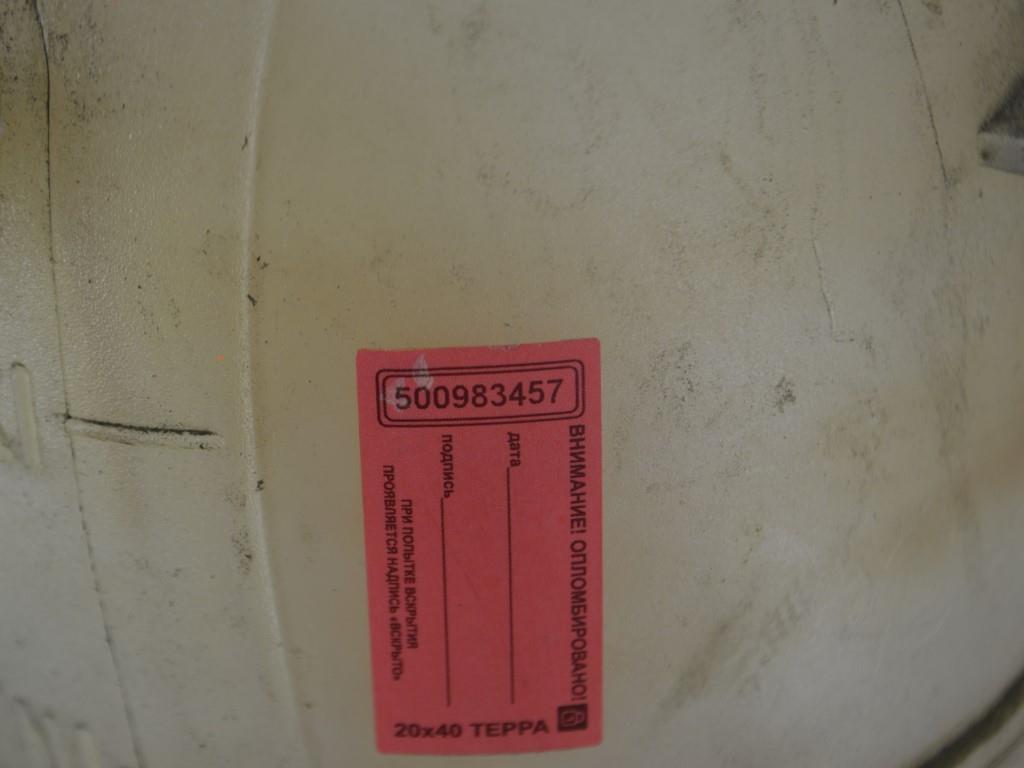 500983457
ВНИМАНИЕ! ОПЛОМБИРОВАНО!
дата
подпись
ПРИ ПОПЫТКЕ ВСКРЫТИЯ
ПРОЯВЛЯЕТСЯ НАДПИСЬ «ВСКРЫТО»
20x40 ТЕРРА